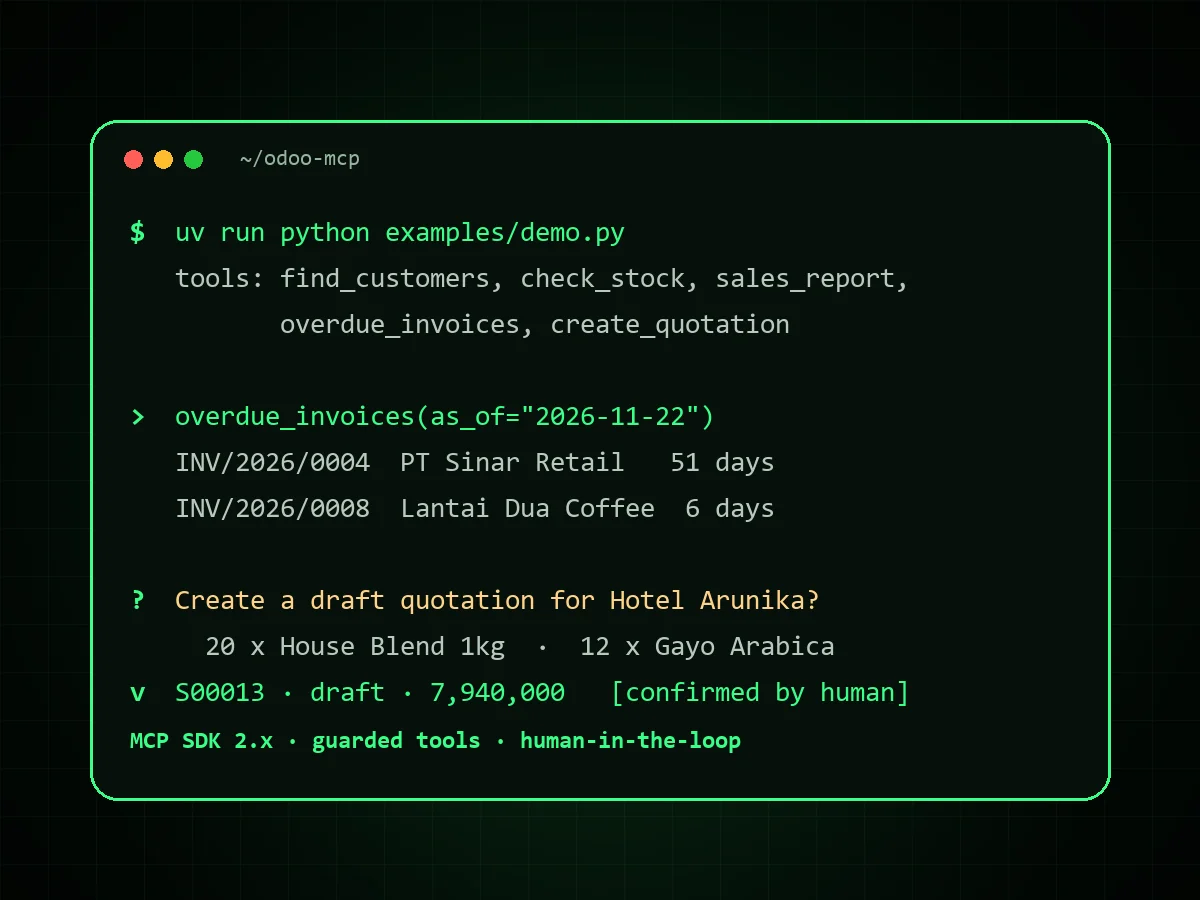 ~/odoo-mcp
$ uv run python examples/demo.py
tools: find_customers, check_stock, sales_report,
overdue_invoices, create_quotation
> overdue_invoices(as_of="2026-11-22")
INV/2026/0004 PT Sinar Retail 51 days
INV/2026/0008 Lantai Dua Coffee 6 days
? Create a draft quotation for Hotel Arunika?
20 x House Blend 1kg · 12 x Gayo Arabica
v S00013 · draft · 7,940,000 [confirmed by human]
MCP SDK 2.x · guarded tools · human-in-the-loop